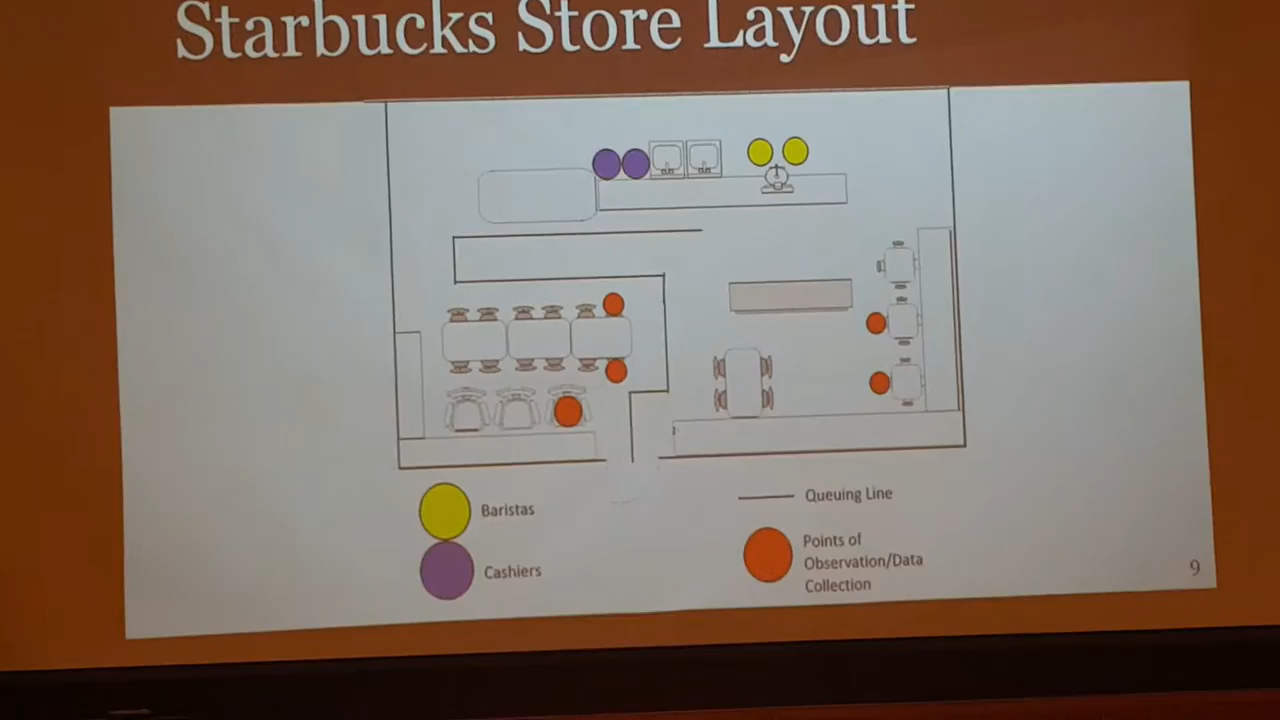 Starbucks Store Layout
Baristas
Cashiers
Queuing Line
Points of
Observation/Data
Collection
9